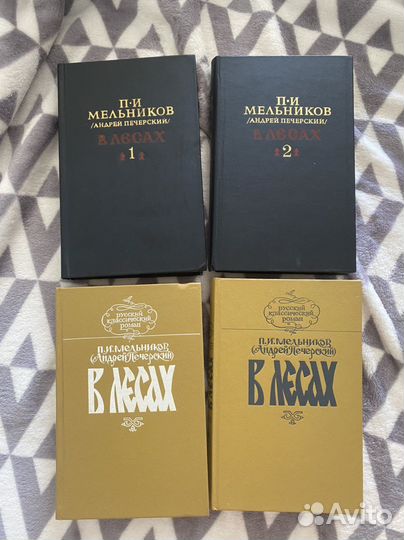 П·И
МЕЛЬНИКОВ
/АНДРЕЙ ПЕЧЕРСКИЙ/
В ЛЕСАХ
1
П·И
МЕЛЬНИКОВ
/АНДРЕЙ ПЕЧЕРСКИЙ/
В ЛЕСАХ
2
РУССКИЙ
КЛАССИЧЕСКИЙ
РОМАН
П.И.МЕЛЬНИКОВ
(Андрей Печерский)
В ЛЕСАХ
РУССКИЙ
КЛАССИЧЕСКИЙ
РОМАН
П.И.МЕЛЬНИКОВ
(Андрей Печерский)
В ЛЕСАХ
Avito